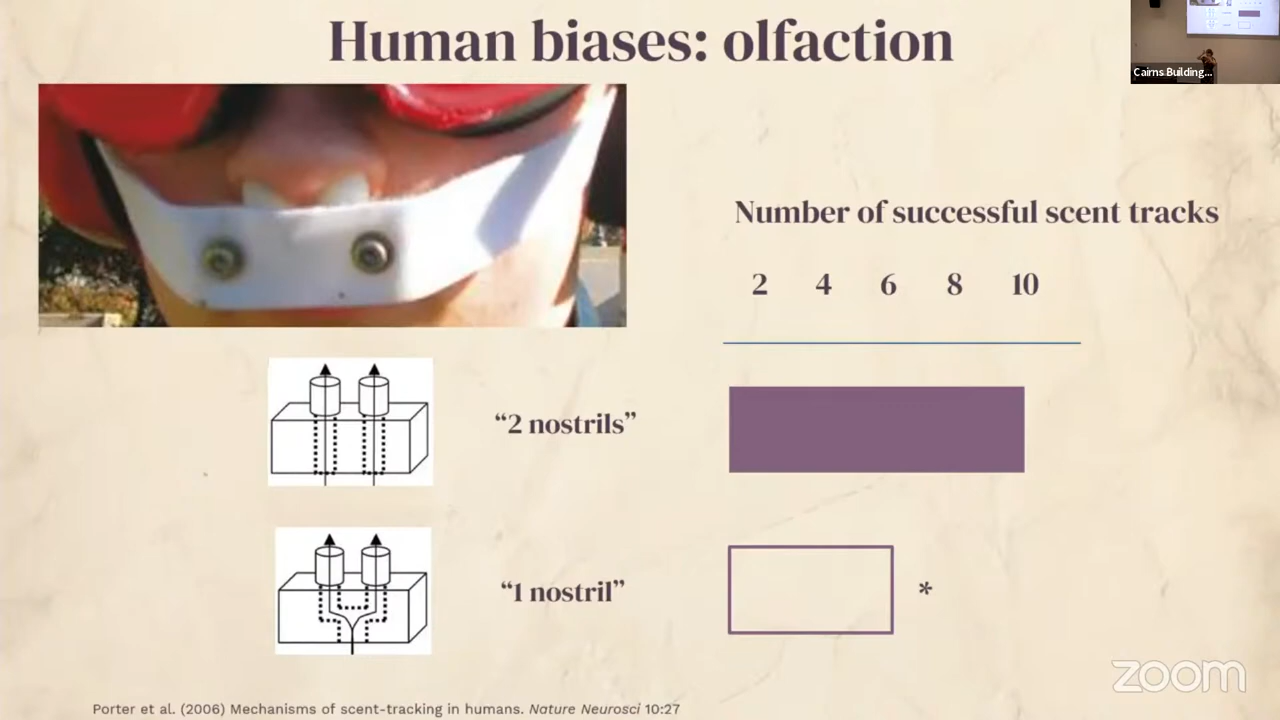 Human biases: olfaction
Cairns Building...
Number of successful scent tracks
2 4 6 8 10
“2 nostrils”
“1 nostril”
*
Porter et al. (2006) Mechanisms of scent-tracking in humans. Nature Neurosci 10:27
zoom